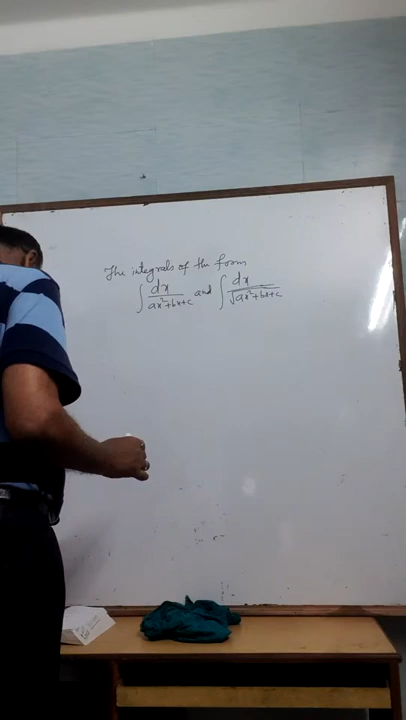 The integrals of the form
∫ dx/(ax²+bx+c) and ∫ dx/√(ax²+bx+c)